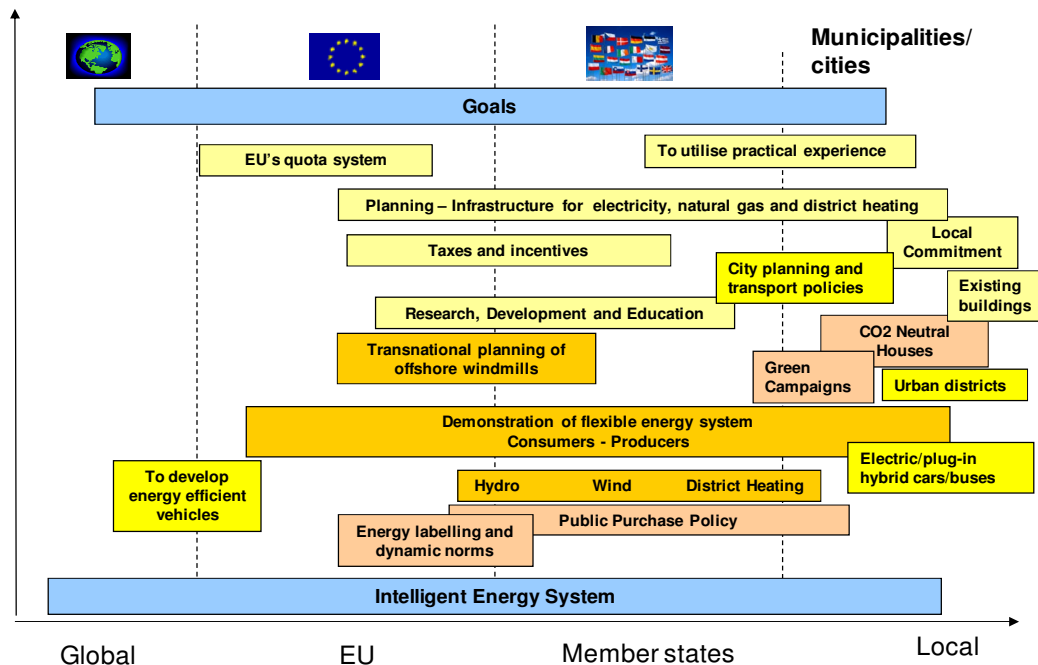 Municipalities/
cities
Goals
EU's quota system
To utilise practical experience
Planning – Infrastructure for electricity, natural gas and district heating
Local
Commitment
Taxes and incentives
City planning and
transport policies
Existing
buildings
Research, Development and Education
CO2 Neutral
Houses
Transnational planning of
offshore windmills
Green
Campaigns
Urban districts
Demonstration of flexible energy system
Consumers - Producers
Electric/plug-in
hybrid cars/buses
To develop
energy efficient
vehicles
Hydro Wind District Heating
Public Purchase Policy
Energy labelling and
dynamic norms
Intelligent Energy System
Global EU Member states Local